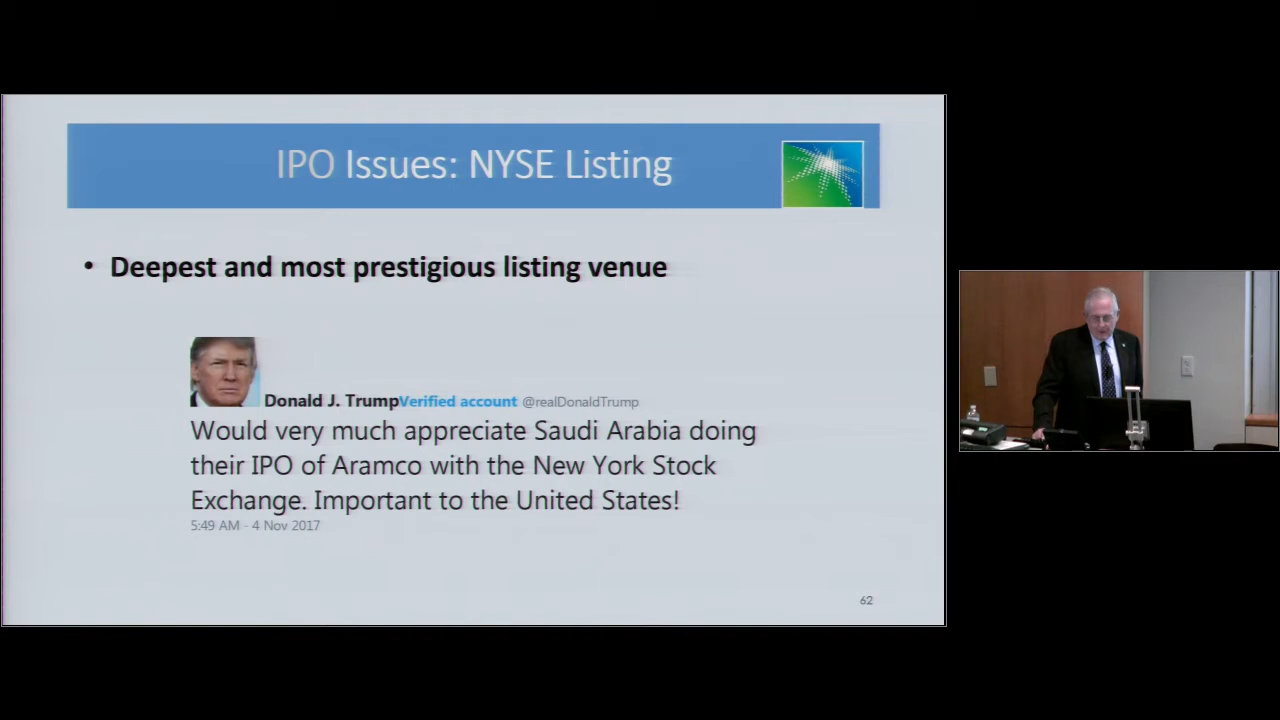 IPO Issues: NYSE Listing
• Deepest and most prestigious listing venue
Donald J. TrumpVerified account @realDonaldTrump
Would very much appreciate Saudi Arabia doing
their IPO of Aramco with the New York Stock
Exchange. Important to the United States!
5:49 AM - 4 Nov 2017
62